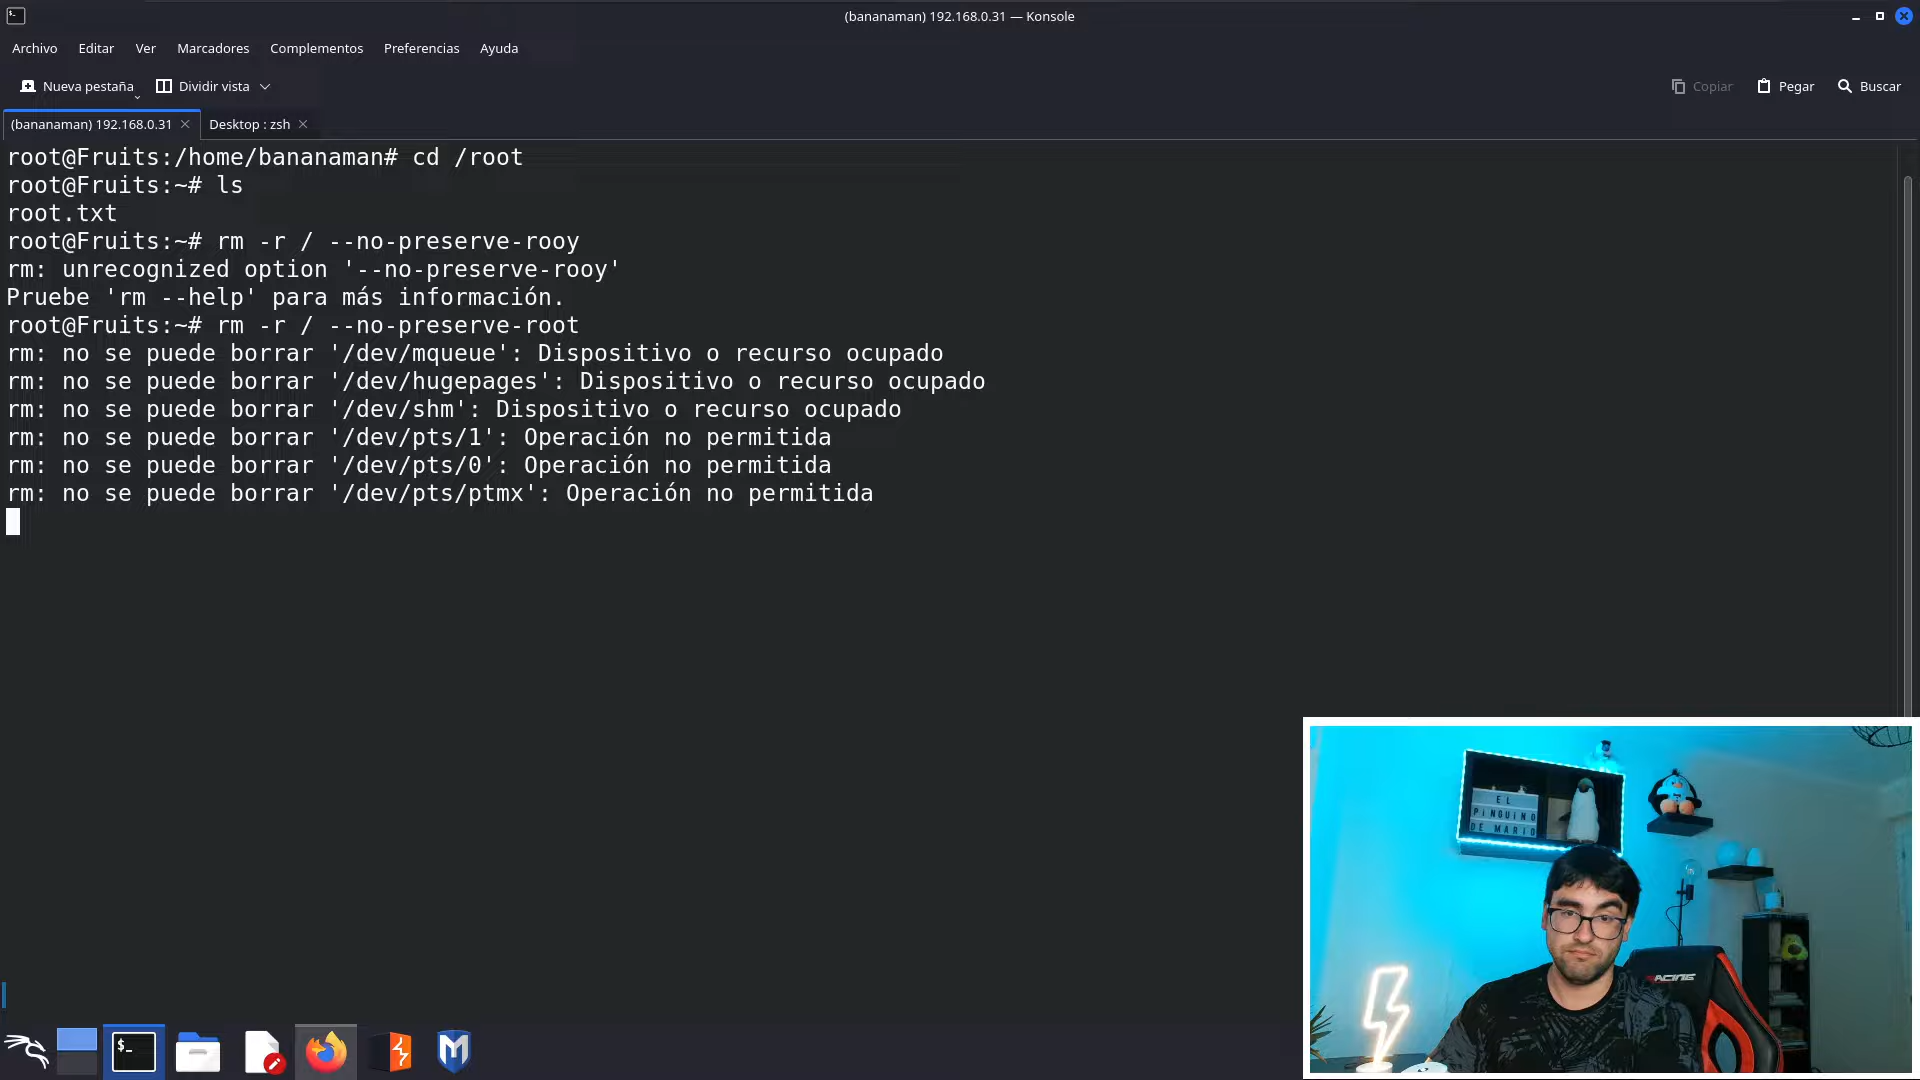 (bananaman) 192.168.0.31 — Konsole
Archivo Editar Ver Marcadores Complementos Preferencias Ayuda
Nueva pestaña Dividir vista Copiar Pegar Buscar
(bananaman) 192.168.0.31 Desktop : zsh
root@Fruits:/home/bananaman# cd /root
root@Fruits:~# ls
root.txt
root@Fruits:~# rm -r / --no-preserve-rooy
rm: unrecognized option '--no-preserve-rooy'
Pruebe 'rm --help' para más información.
root@Fruits:~# rm -r / --no-preserve-root
rm: no se puede borrar '/dev/mqueue': Dispositivo o recurso ocupado
rm: no se puede borrar '/dev/hugepages': Dispositivo o recurso ocupado
rm: no se puede borrar '/dev/shm': Dispositivo o recurso ocupado
rm: no se puede borrar '/dev/pts/1': Operación no permitida
rm: no se puede borrar '/dev/pts/0': Operación no permitida
rm: no se puede borrar '/dev/pts/ptmx': Operación no permitida
EL
PINGUINO
DE MARIO
RACING
$_
M